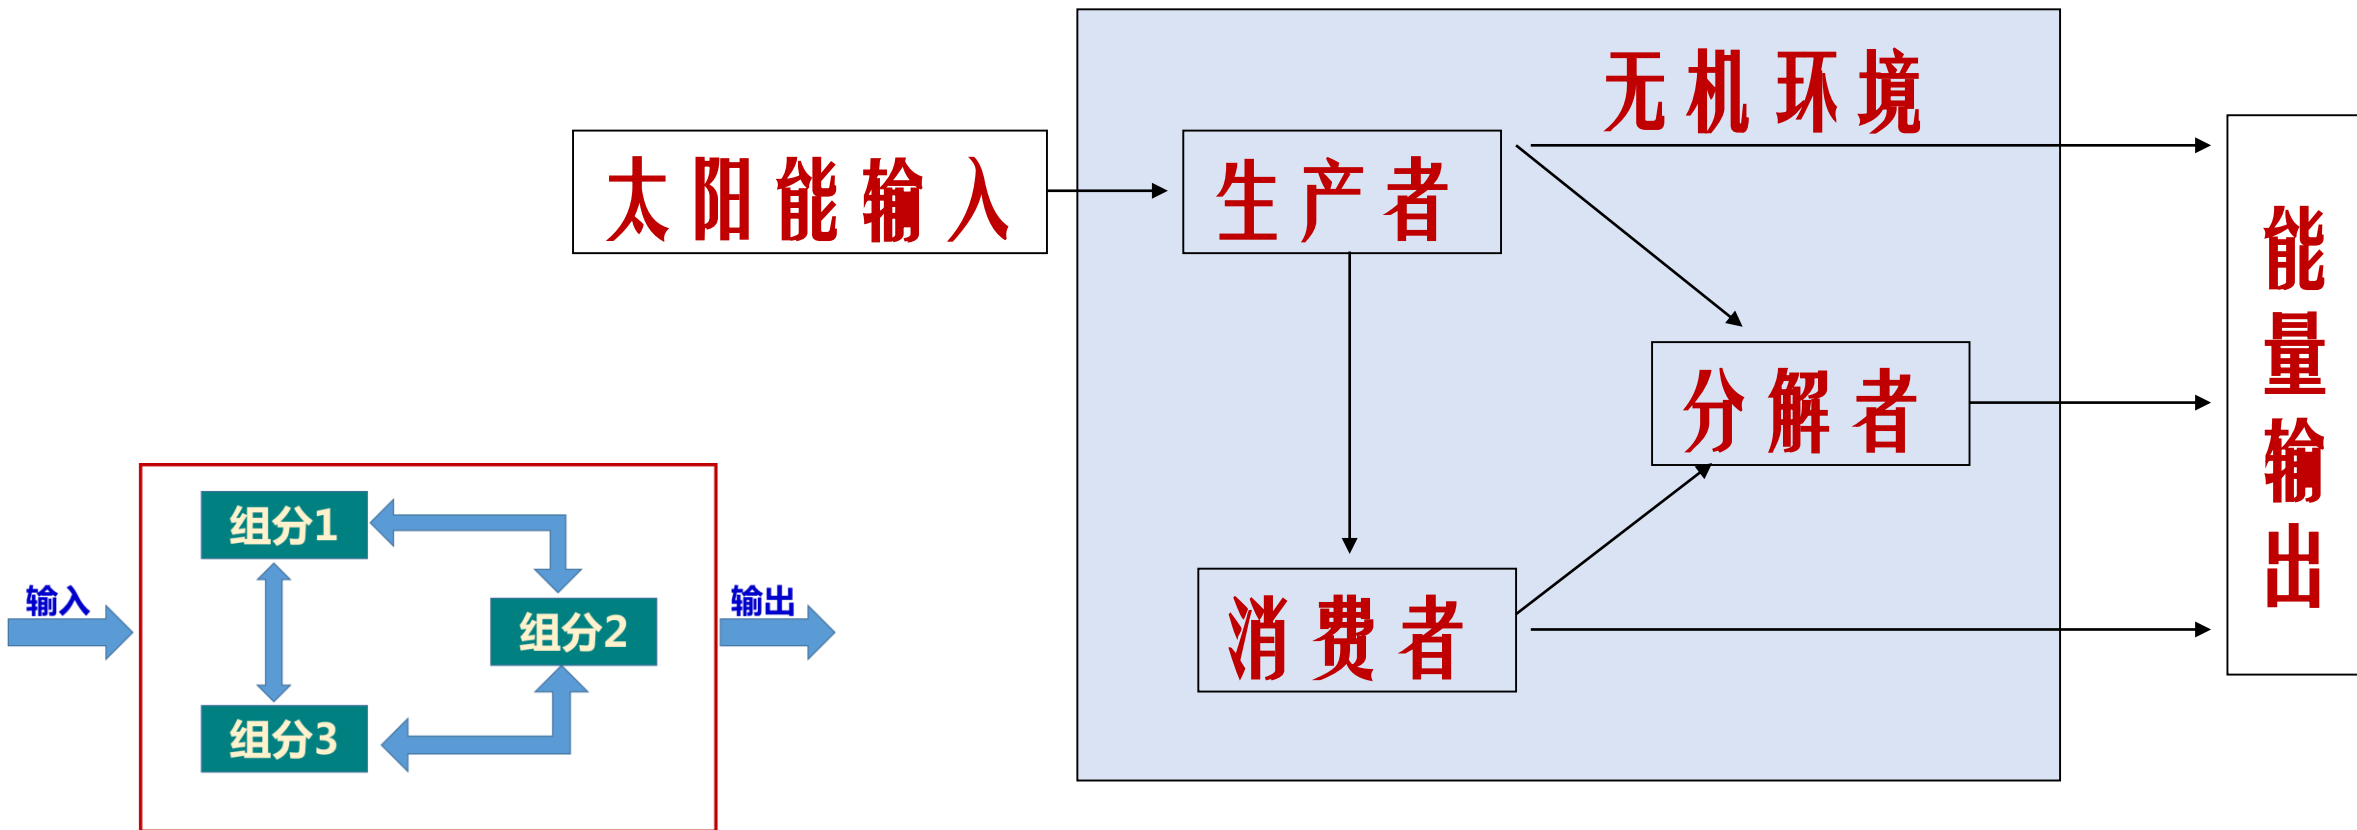 无机环境
太阳能输入
生产者
分解者
消费者
能量输出
组分1
输入
组分2
输出
组分3